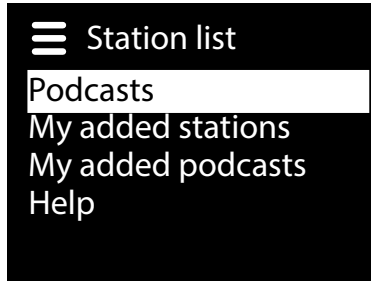 Station list
Podcasts
My added stations
My added podcasts
Help